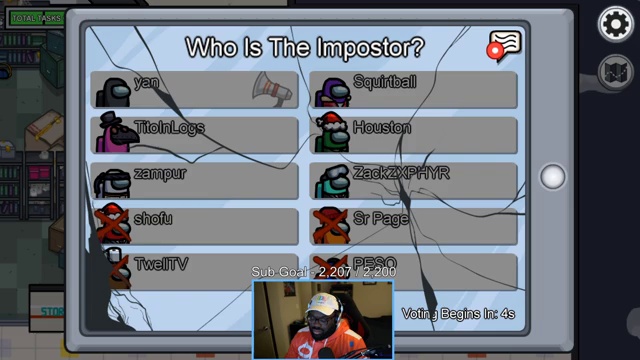 TOTAL TASKS
Who Is The Impostor?
yan
Squirtball
TitoInLogs
Houston
zampur
ZackZXPHYR
shofu
Sr Page
TwellTV
PESO
Sub-Goal : 2,207 / 2,200
Voting Begins In: 4s
STOR